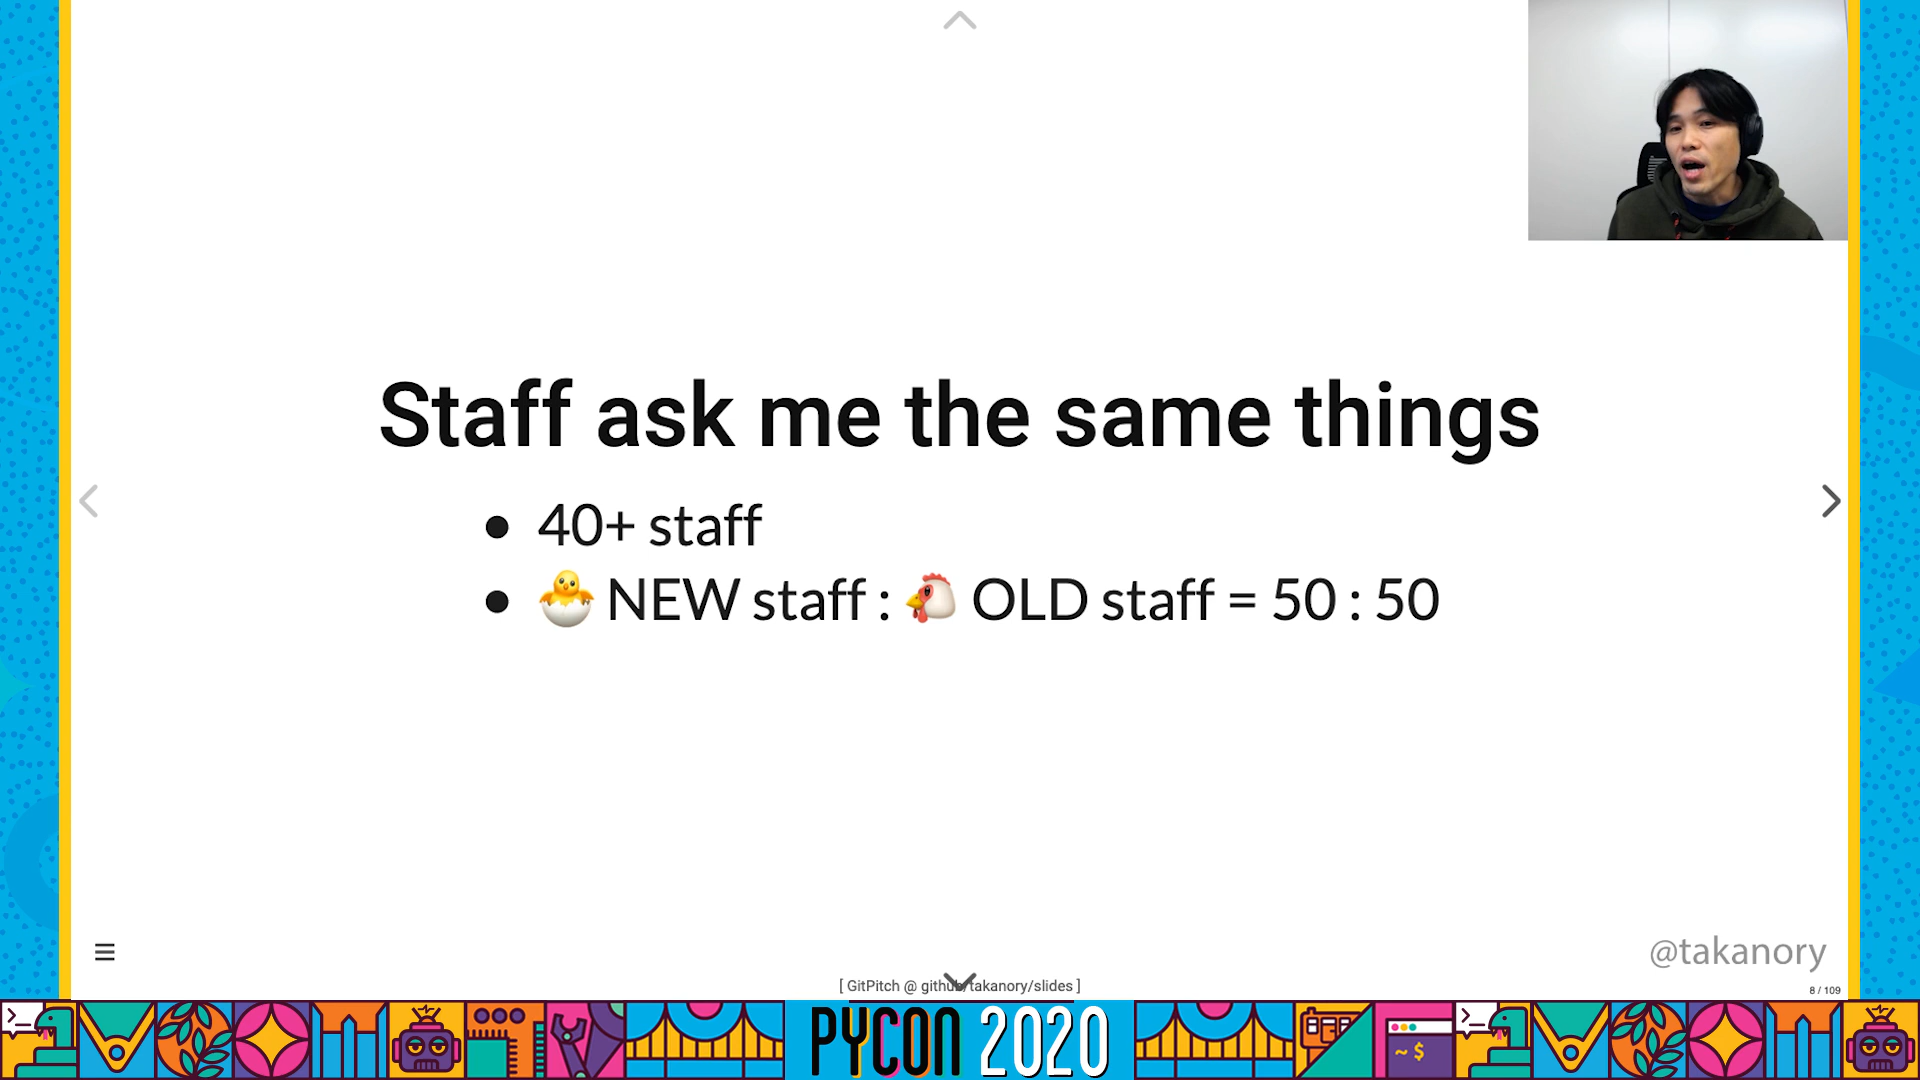 Staff ask me the same things
• 40+ staff
• 🐣 NEW staff : 🐔 OLD staff = 50 : 50
@takanory
[ GitPitch @ github/takanory/slides ]
8 / 109
PYCON 2020
~ $